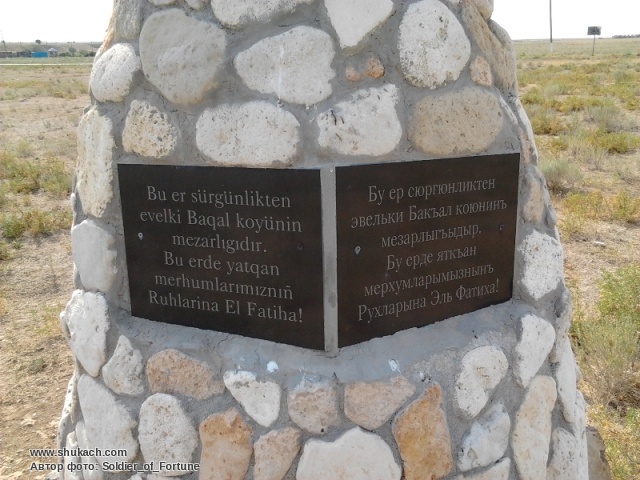 Bu er sürgünlikten
evelki Baqal koyünin
mezarlıgıdır.
Bu erde yatqan
merhumlarımıznıñ
Ruhlarina El Fatiha!
Бу ер сюргюнликтен
эвельки Бакъал коюнинъ
мезарлыгъыдыр.
Бу ерде яткъан
мерхумларымызнынъ
Рухларына Эль Фатиха!
www.shukach.com
Автор фото: Soldier_of_Fortune